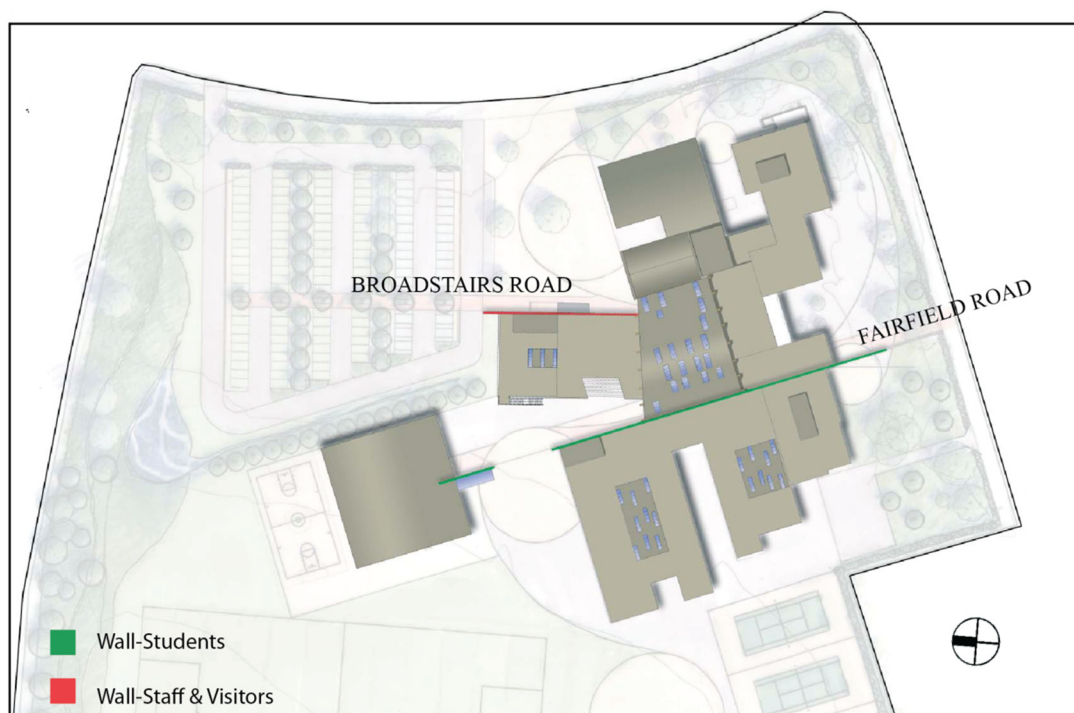 BROADSTAIRS ROAD
FAIRFIELD ROAD
Wall-Students
Wall-Staff & Visitors